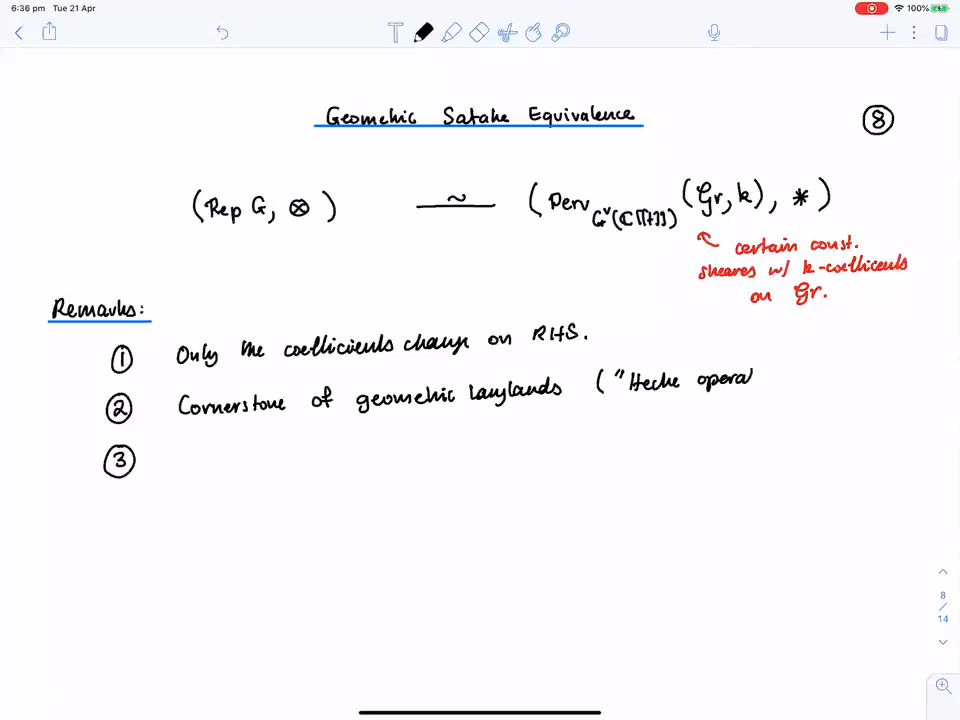 6:36 pm Tue 21 Apr
100%
T
Geometric Satake Equivalence
8
(Rep G, ⊗) ~ (Perv_{G^∨(ℂ[[t]])} (Gr, k), *)
certain const.
sheaves w/ k-coefficients
on Gr.
Remarks:
① Only the coefficients change on RHS.
② Cornerstone of geometric Langlands ("Hecke opera
③
8
/
14